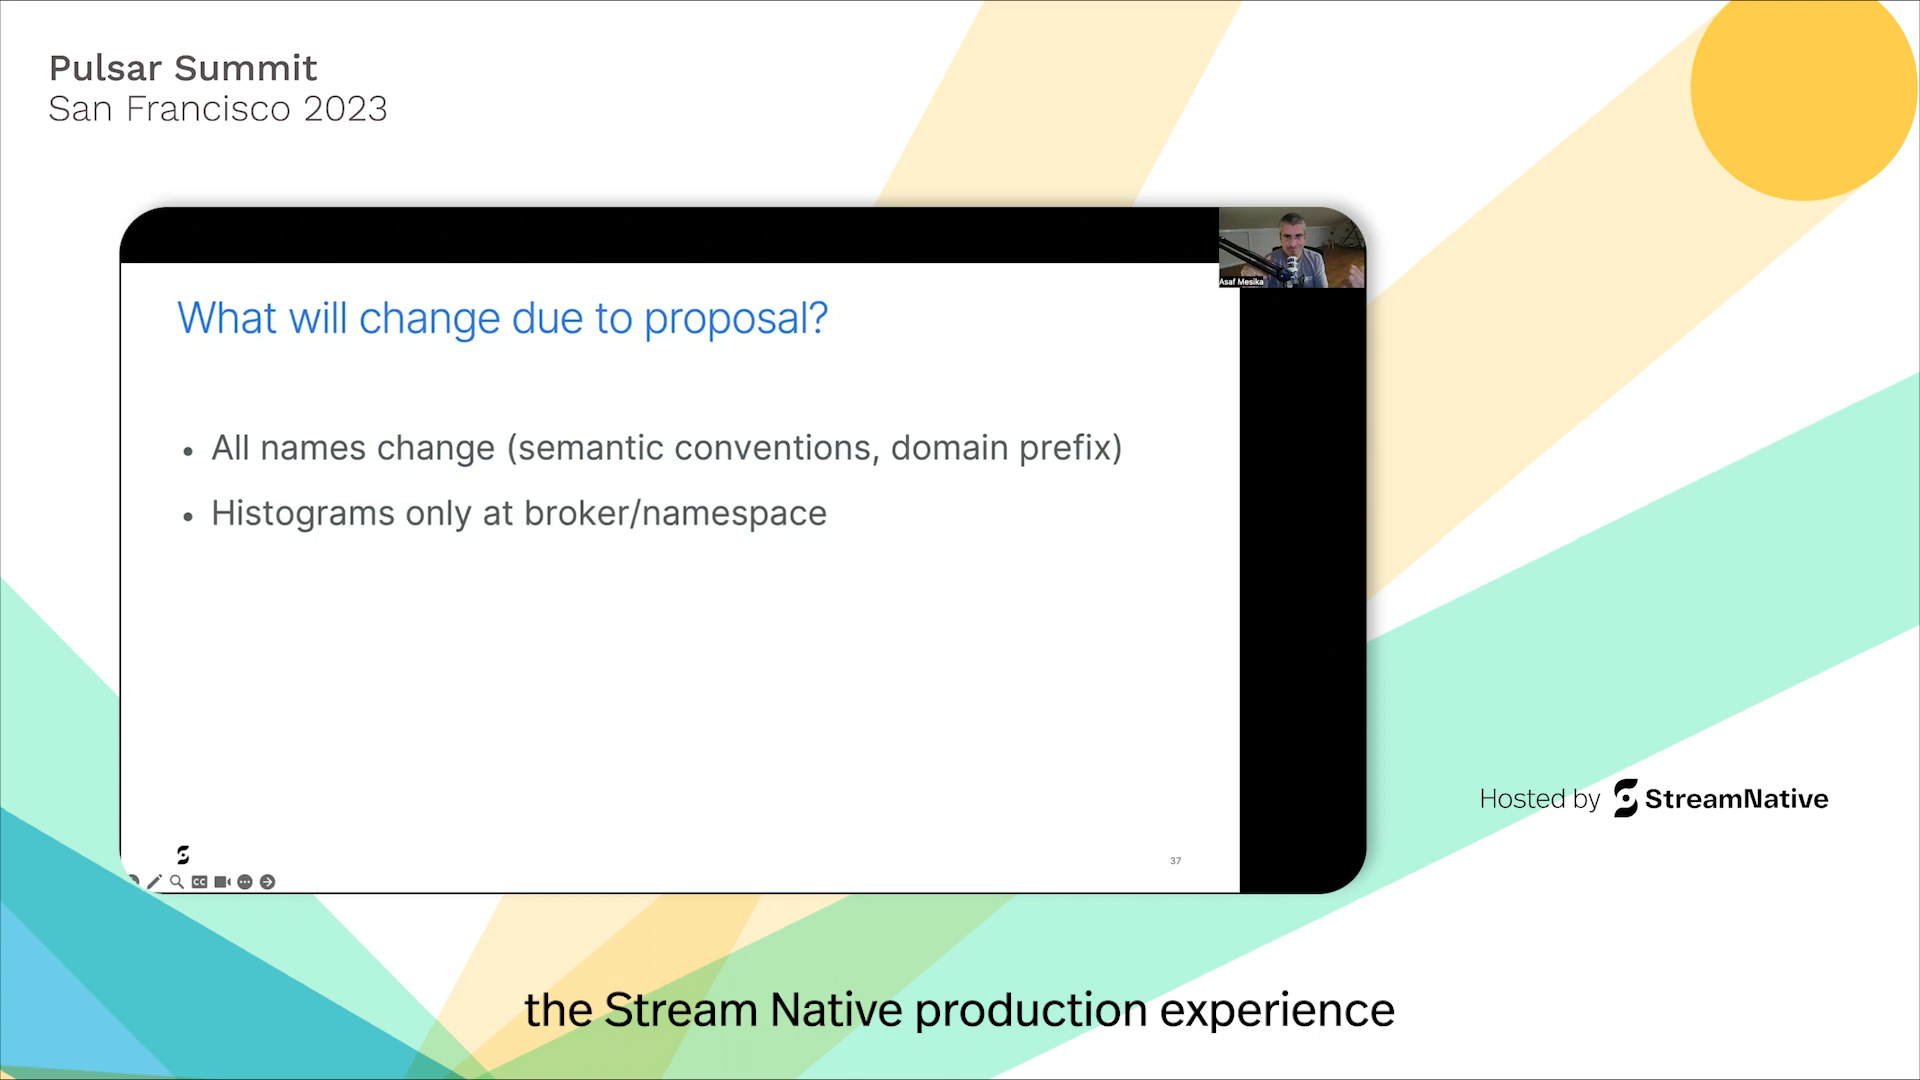 Pulsar Summit
San Francisco 2023
Asaf Mesika
What will change due to proposal?
• All names change (semantic conventions, domain prefix)
• Histograms only at broker/namespace
37
CC
Hosted by StreamNative
the Stream Native production experience